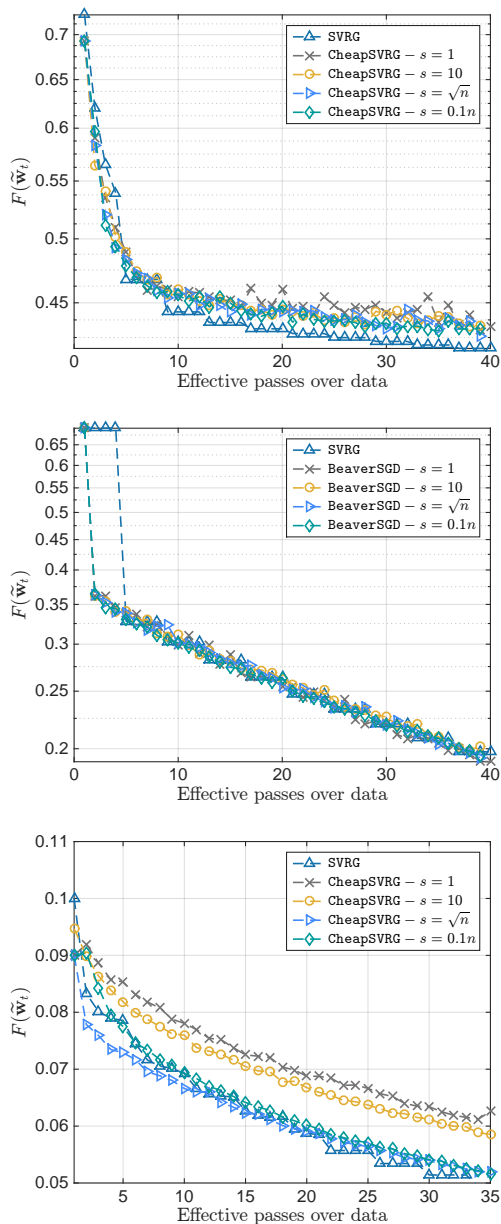 0.7
0.65
0.6
0.55
0.5
0.45
F(w̃_t)
SVRG
CheapSVRG − s = 1
CheapSVRG − s = 10
CheapSVRG − s = √n
CheapSVRG − s = 0.1n
0 10 20 30 40
Effective passes over data
0.65
0.6
0.55
0.5
0.45
0.4
0.35
0.3
0.25
0.2
F(w̃_t)
SVRG
BeaverSGD − s = 1
BeaverSGD − s = 10
BeaverSGD − s = √n
BeaverSGD − s = 0.1n
0 10 20 30 40
Effective passes over data
0.11
0.1
0.09
0.08
0.07
0.06
0.05
F(w̃_t)
SVRG
CheapSVRG − s = 1
CheapSVRG − s = 10
CheapSVRG − s = √n
CheapSVRG − s = 0.1n
5 10 15 20 25 30 35
Effective passes over data